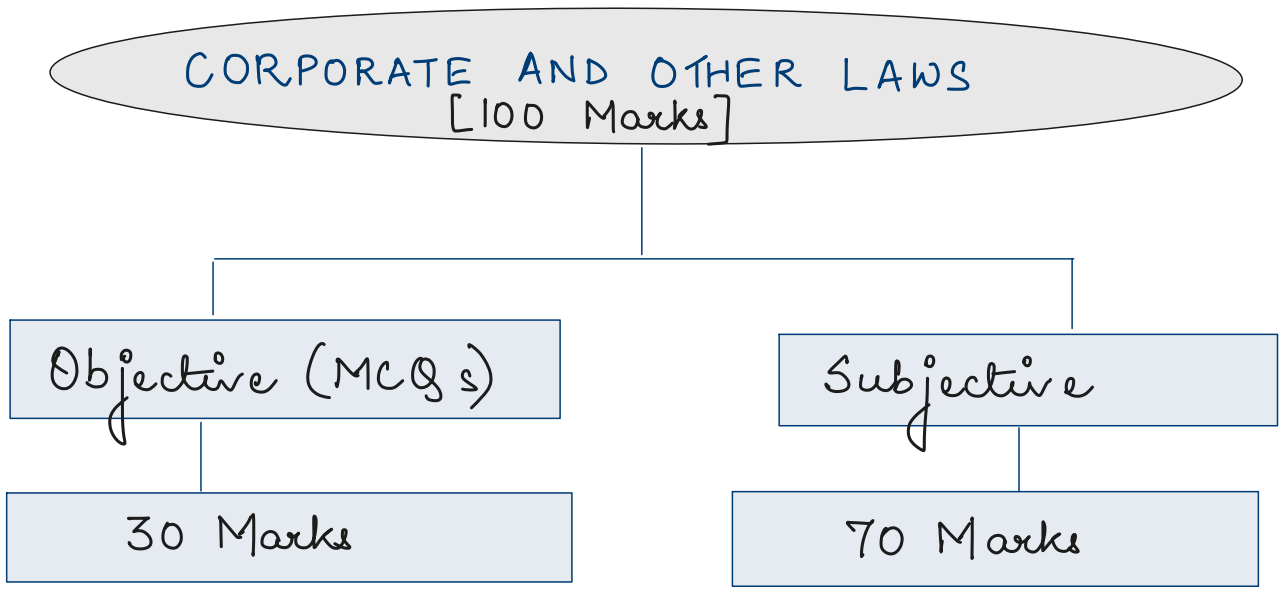 CORPORATE AND OTHER LAWS
[100 Marks]
Objective (MCQs)
Subjective
30 Marks
70 Marks